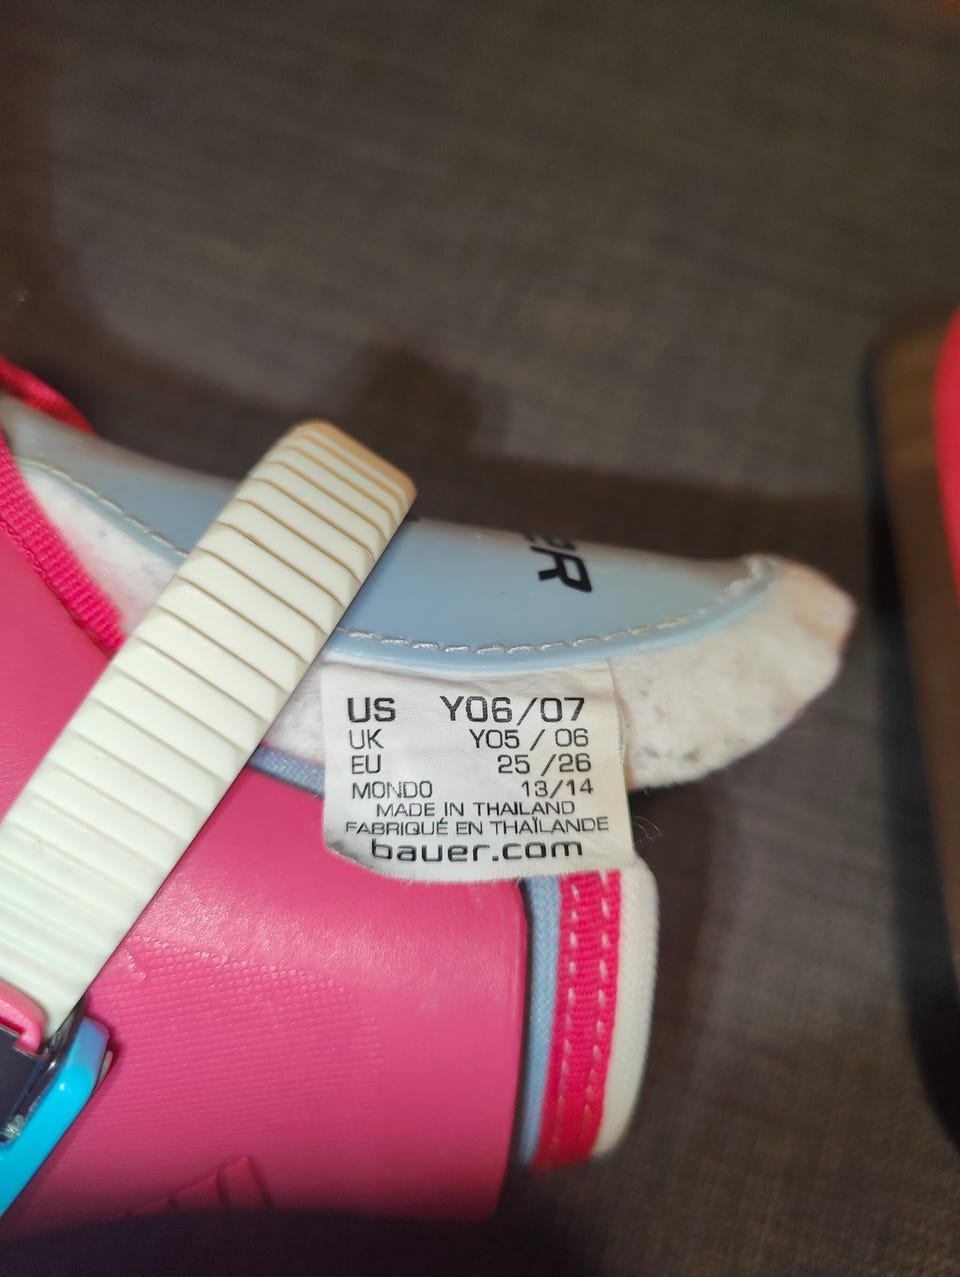 ER
US Y06/07
UK Y05 / 06
EU 25 /26
MONDO 13/14
MADE IN THAILAND
FABRIQUÉ EN THAÏLANDE
bauer.com